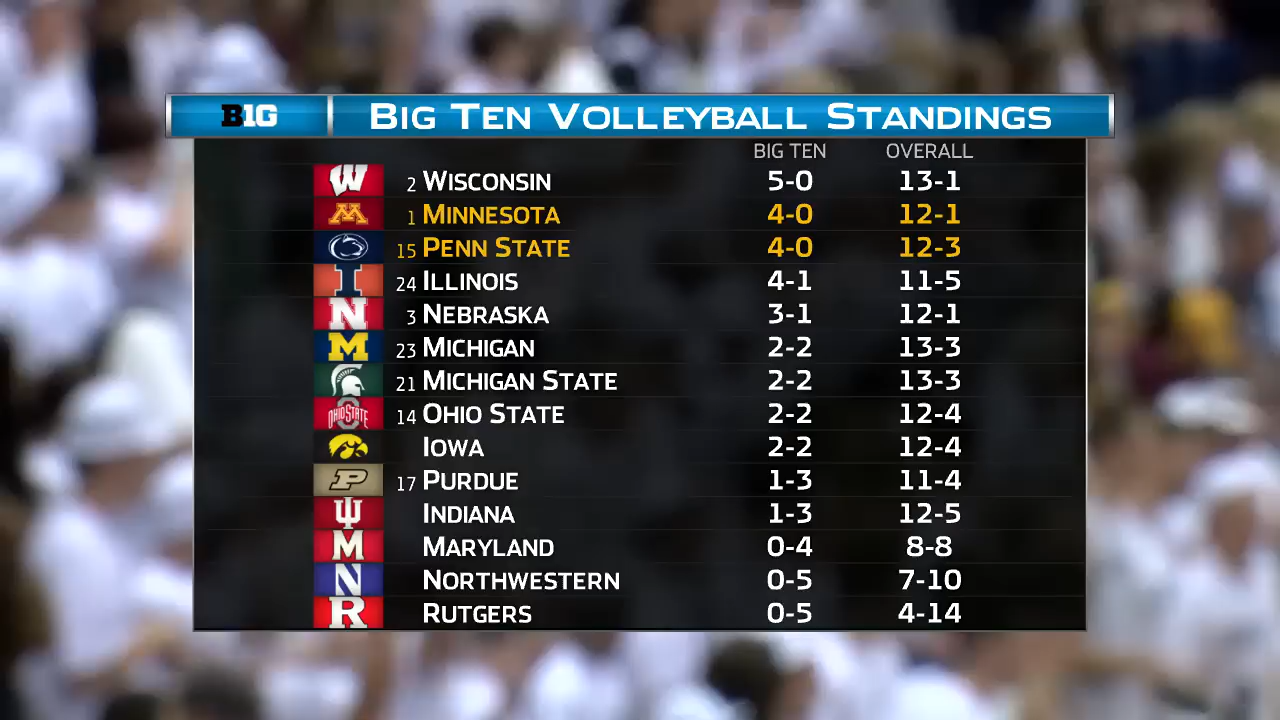 B1G BIG TEN VOLLEYBALL STANDINGS
BIG TEN OVERALL
2 WISCONSIN 5-0 13-1
1 MINNESOTA 4-0 12-1
15 PENN STATE 4-0 12-3
24 ILLINOIS 4-1 11-5
3 NEBRASKA 3-1 12-1
23 MICHIGAN 2-2 13-3
21 MICHIGAN STATE 2-2 13-3
OHIO STATE 14 OHIO STATE 2-2 12-4
IOWA 2-2 12-4
17 PURDUE 1-3 11-4
INDIANA 1-3 12-5
MARYLAND 0-4 8-8
NORTHWESTERN 0-5 7-10
RUTGERS 0-5 4-14